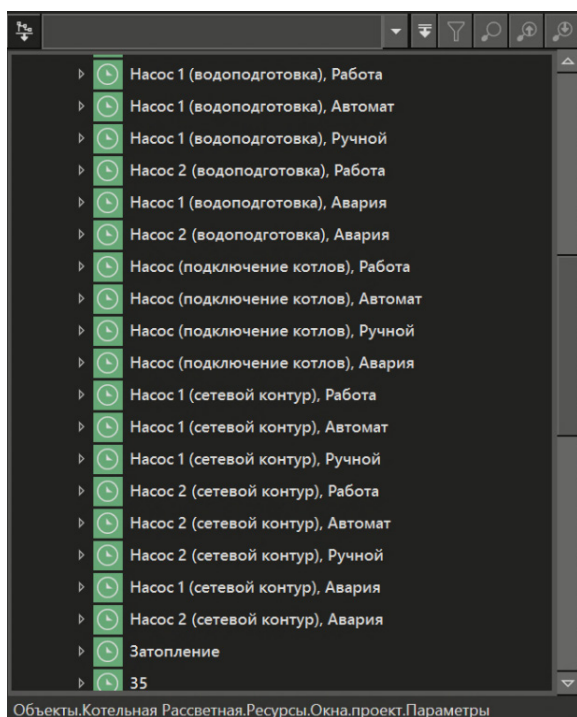 Насос 1 (водоподготовка), Работа
Насос 1 (водоподготовка), Автомат
Насос 1 (водоподготовка), Ручной
Насос 2 (водоподготовка), Работа
Насос 1 (водоподготовка), Авария
Насос 2 (водоподготовка), Авария
Насос (подключение котлов), Работа
Насос (подключение котлов), Автомат
Насос (подключение котлов), Ручной
Насос (подключение котлов), Авария
Насос 1 (сетевой контур), Работа
Насос 1 (сетевой контур), Автомат
Насос 1 (сетевой контур), Ручной
Насос 2 (сетевой контур), Работа
Насос 2 (сетевой контур), Автомат
Насос 2 (сетевой контур), Ручной
Насос 1 (сетевой контур), Авария
Насос 2 (сетевой контур), Авария
Затопление
35
Объекты.Котельная Рассветная.Ресурсы.Окна.проект.Параметры